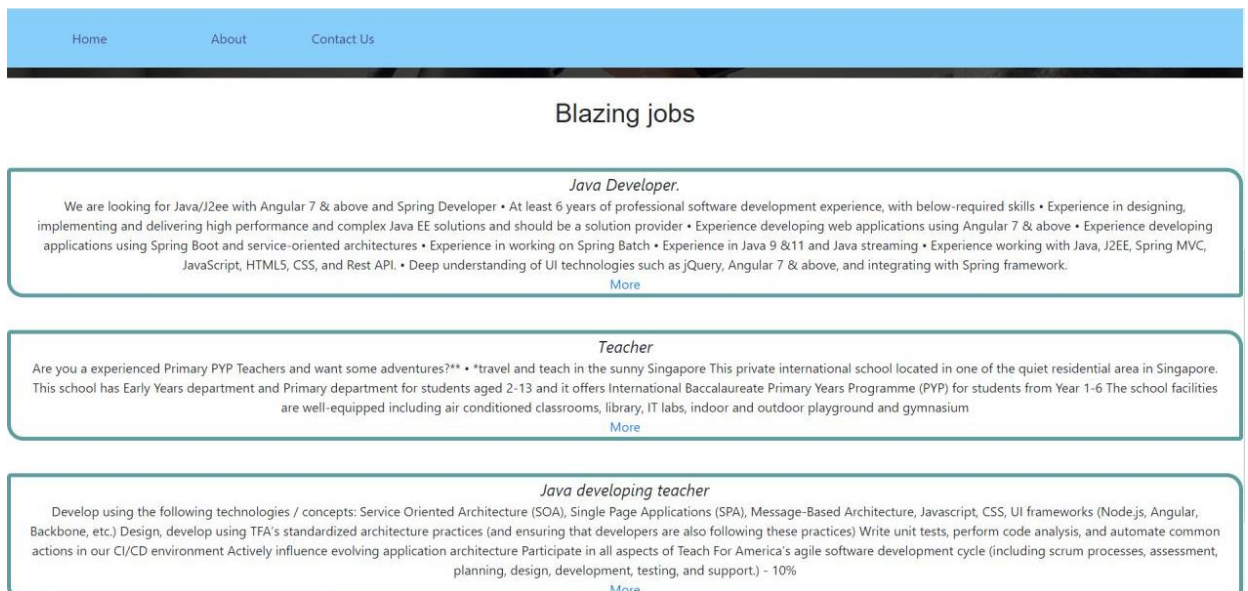 Home About Contact Us
Blazing jobs
Java Developer.
We are looking for Java/J2ee with Angular 7 & above and Spring Developer • At least 6 years of professional software development experience, with below-required skills • Experience in designing,
implementing and delivering high performance and complex Java EE solutions and should be a solution provider • Experience developing web applications using Angular 7 & above • Experience developing
applications using Spring Boot and service-oriented architectures • Experience in working on Spring Batch • Experience in Java 9 &11 and Java streaming • Experience working with Java, J2EE, Spring MVC,
JavaScript, HTML5, CSS, and Rest API. • Deep understanding of UI technologies such as jQuery, Angular 7 & above, and integrating with Spring framework.
More
Teacher
Are you a experienced Primary PYP Teachers and want some adventures?** • *travel and teach in the sunny Singapore This private international school located in one of the quiet residential area in Singapore.
This school has Early Years department and Primary department for students aged 2-13 and it offers International Baccalaureate Primary Years Programme (PYP) for students from Year 1-6 The school facilities
are well-equipped including air conditioned classrooms, library, IT labs, indoor and outdoor playground and gymnasium
More
Java developing teacher
Develop using the following technologies / concepts: Service Oriented Architecture (SOA), Single Page Applications (SPA), Message-Based Architecture, Javascript, CSS, UI frameworks (Node.js, Angular,
Backbone, etc.) Design, develop using TFA's standardized architecture practices (and ensuring that developers are also following these practices) Write unit tests, perform code analysis, and automate common
actions in our CI/CD environment Actively influence evolving application architecture Participate in all aspects of Teach For America's agile software development cycle (including scrum processes, assessment,
planning, design, development, testing, and support.) - 10%
More